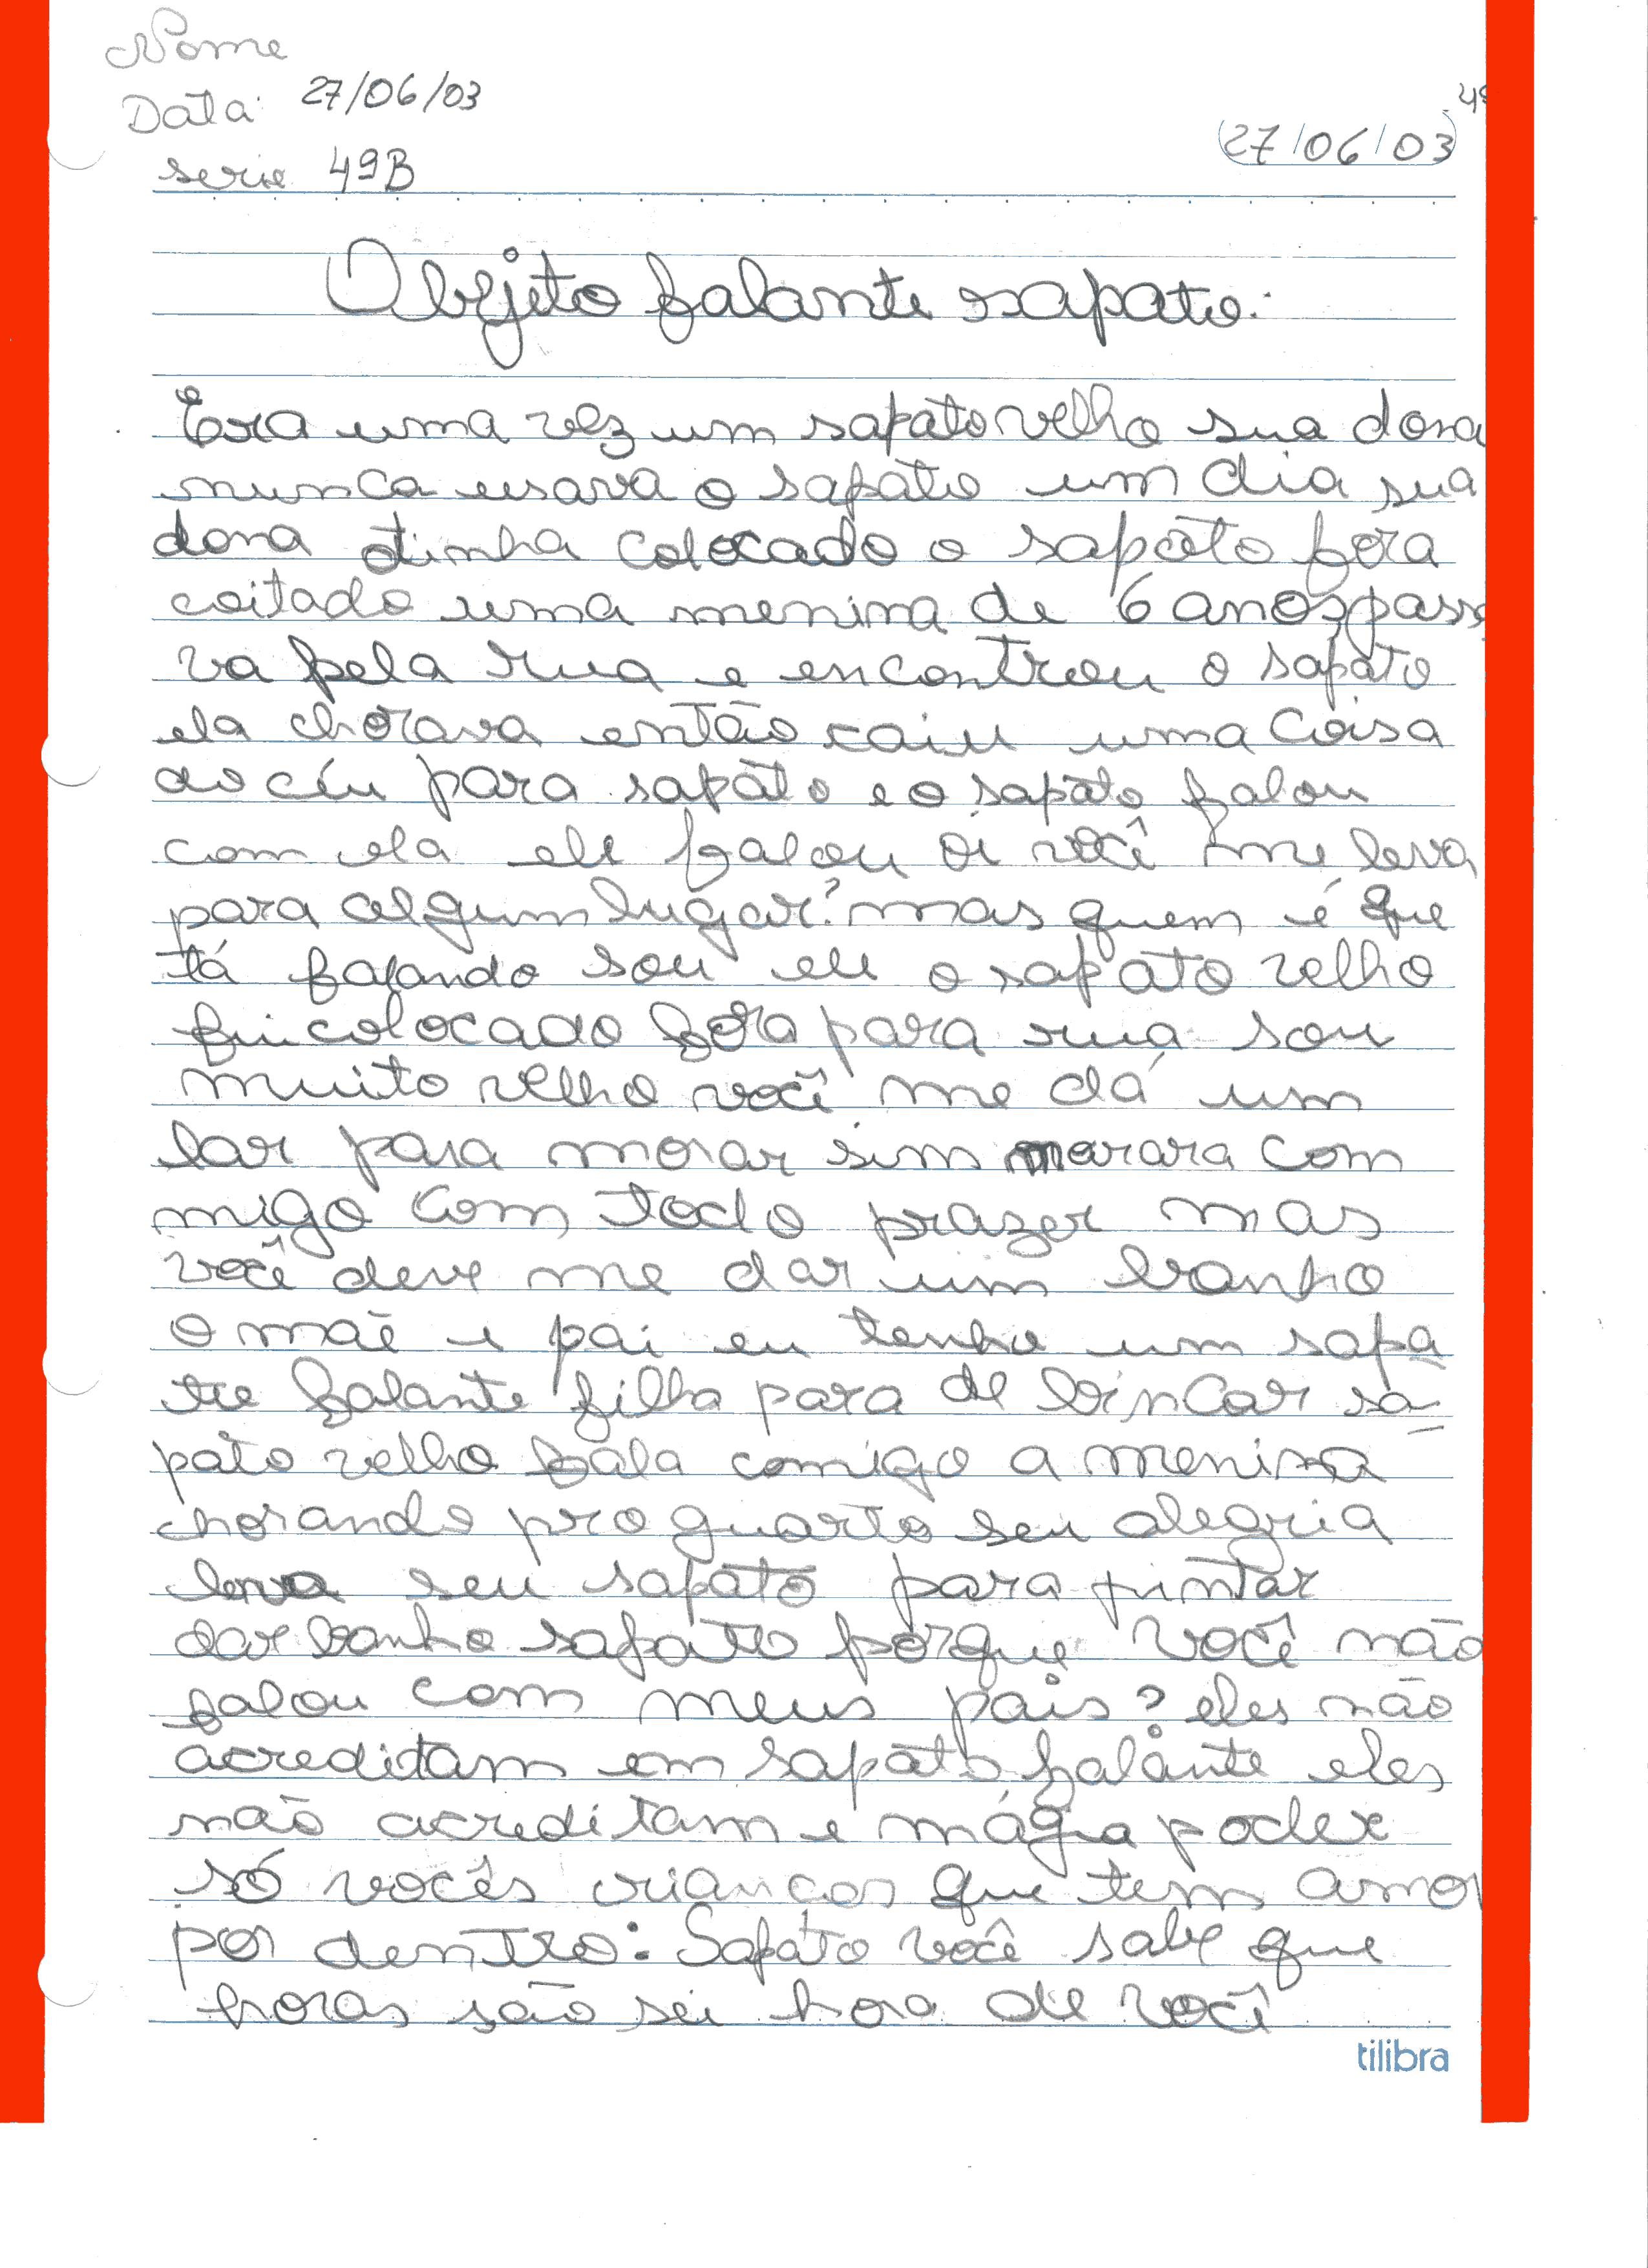 Nome
Data: 27/06/03
(27/06/03)
serie 49B
Objeto falante sapato.
Era uma vez um sapato velho sua dona
nunca usava o sapato um dia sua
dona tinha colocado o sapato fora
coitado uma menina de 6 anos passa
va pela rua e encontrou o sapato
ela chorava então caiu uma coisa
do céu para sapato e o sapato falou
com ela ele falou oi você me leva
para algum lugar? mas quem é que
tá falando sou eu o sapato velho
fui colocado fora para rua sou
muito velho você me dá um
lar para morar sim morara com
migo com todo prazer mas
você deve me dar um banho
o mãe e pai eu tenho um sapa
to falante filha para de brincar sa-
pato velho fala comigo a menina
chorando pro quarto seu alegria
leva seu sapato para pintar
dar banho sapato porque você não
falou com meus pais? eles não
acreditam em sapato falante eles
não acreditam e mágia poder
só vocês crianças que tem amor
por dentro: Sapato você sabe que
horas são sei hora de você
tilibra